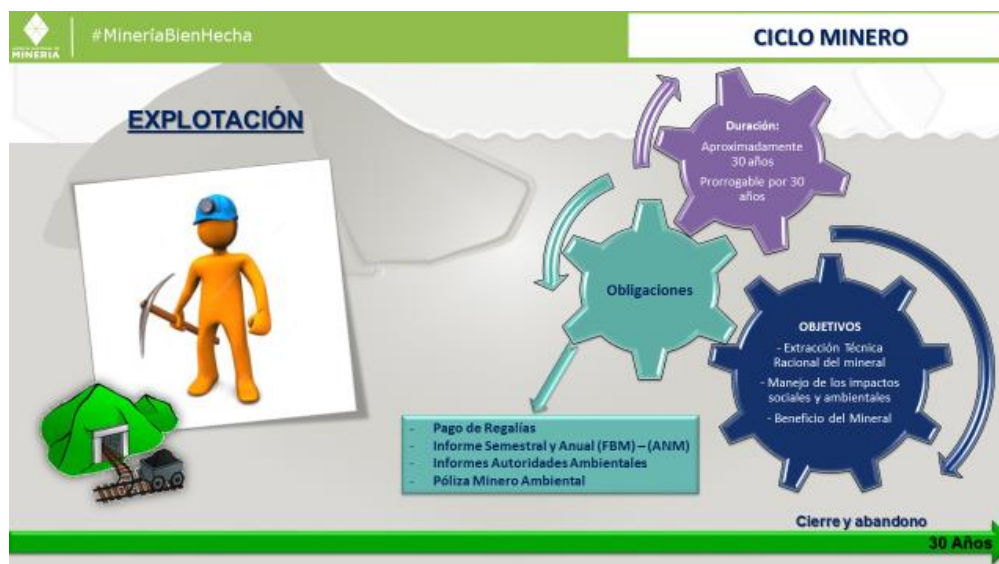 #MineríaBienHecha
CICLO MINERO
MINERÍA
EXPLOTACIÓN
Duración:
Aproximadamente
30 años
Prorrogable por 30
años
Obligaciones
OBJETIVOS
- Extracción Técnica
Racional del mineral
- Manejo de los impactos
sociales y ambientales
- Beneficio del Mineral
- Pago de Regalías
- Informe Semestral y Anual (FBM) – (ANM)
- Informes Autoridades Ambientales
- Póliza Minero Ambiental
Cierre y abandono
30 Años